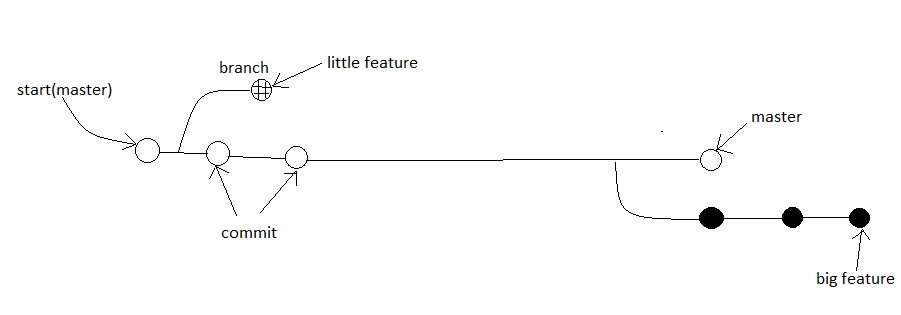 branch
little feature
start(master)
master
commit
big feature